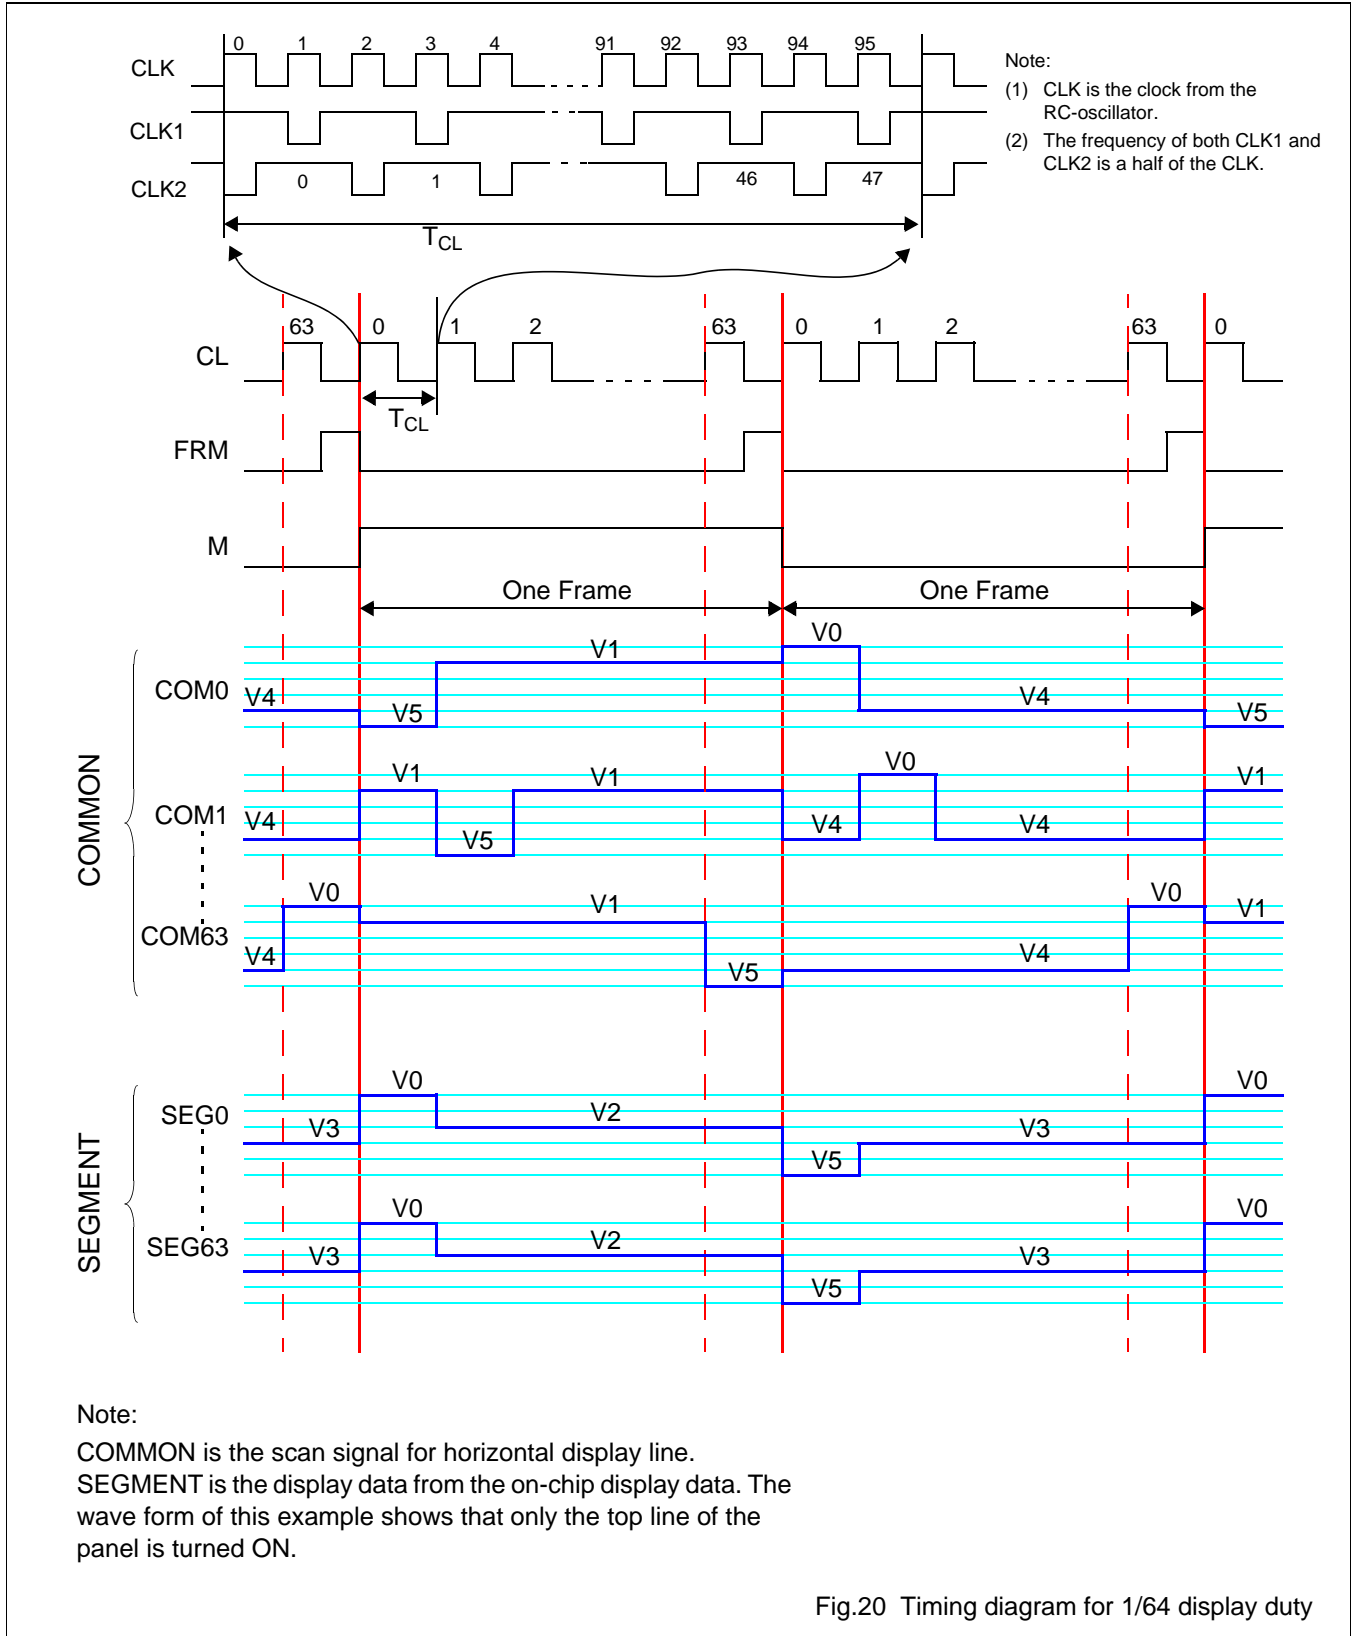 0 1 2 3 4 91 92 93 94 95
CLK
CLK1
CLK2
0 1 46 47
TCL
Note:
(1) CLK is the clock from the
RC-oscillator.
(2) The frequency of both CLK1 and
CLK2 is a half of the CLK.
63 0 1 2 63 0 1 2 63 0
CL
TCL
FRM
M
One Frame One Frame
COMMON
V1 V0
COM0 V4 V5 V4 V5
V1 V1 V0 V1
COM1 V4 V5 V4 V4
V0 V1 V0 V1
COM63 V4 V5 V4
SEGMENT
V0 V0
SEG0 V3 V2 V5 V3
V0 V0
SEG63 V3 V2 V5 V3
Note:
COMMON is the scan signal for horizontal display line.
SEGMENT is the display data from the on-chip display data. The
wave form of this example shows that only the top line of the
panel is turned ON.
Fig.20 Timing diagram for 1/64 display duty